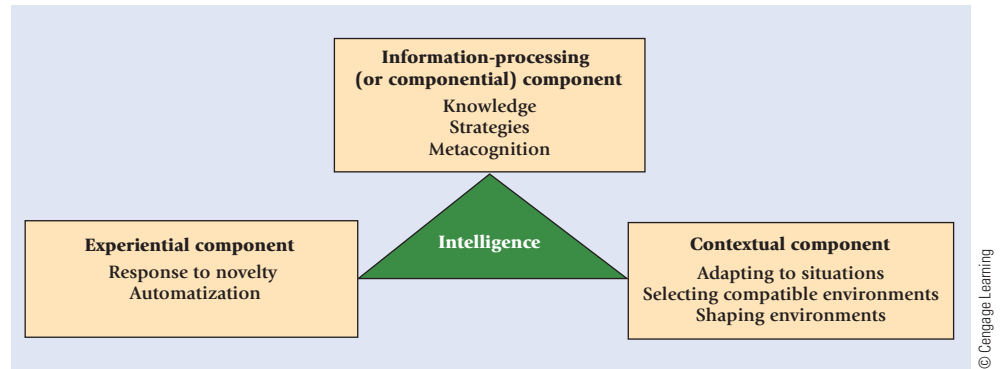 Information-processing
(or componential) component
Knowledge
Strategies
Metacognition
Intelligence
Experiential component
Response to novelty
Automatization
Contextual component
Adapting to situations
Selecting compatible environments
Shaping environments
© Cengage Learning